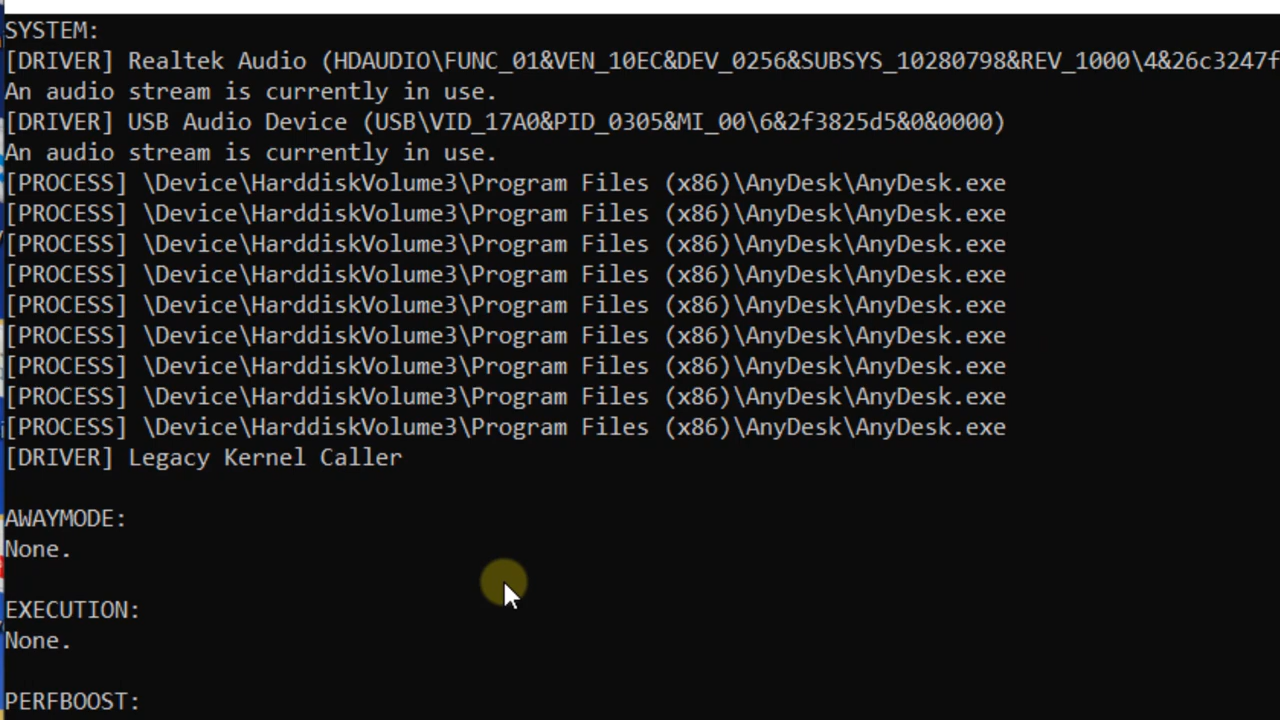 SYSTEM:
[DRIVER] Realtek Audio (HDAUDIO\FUNC_01&VEN_10EC&DEV_0256&SUBSYS_10280798&REV_1000\4&26c3247f
An audio stream is currently in use.
[DRIVER] USB Audio Device (USB\VID_17A0&PID_0305&MI_00\6&2f3825d5&0&0000)
An audio stream is currently in use.
[PROCESS] \Device\HarddiskVolume3\Program Files (x86)\AnyDesk\AnyDesk.exe
[PROCESS] \Device\HarddiskVolume3\Program Files (x86)\AnyDesk\AnyDesk.exe
[PROCESS] \Device\HarddiskVolume3\Program Files (x86)\AnyDesk\AnyDesk.exe
[PROCESS] \Device\HarddiskVolume3\Program Files (x86)\AnyDesk\AnyDesk.exe
[PROCESS] \Device\HarddiskVolume3\Program Files (x86)\AnyDesk\AnyDesk.exe
[PROCESS] \Device\HarddiskVolume3\Program Files (x86)\AnyDesk\AnyDesk.exe
[PROCESS] \Device\HarddiskVolume3\Program Files (x86)\AnyDesk\AnyDesk.exe
[PROCESS] \Device\HarddiskVolume3\Program Files (x86)\AnyDesk\AnyDesk.exe
[PROCESS] \Device\HarddiskVolume3\Program Files (x86)\AnyDesk\AnyDesk.exe
[DRIVER] Legacy Kernel Caller
AWAYMODE:
None.
EXECUTION:
None.
PERFBOOST: